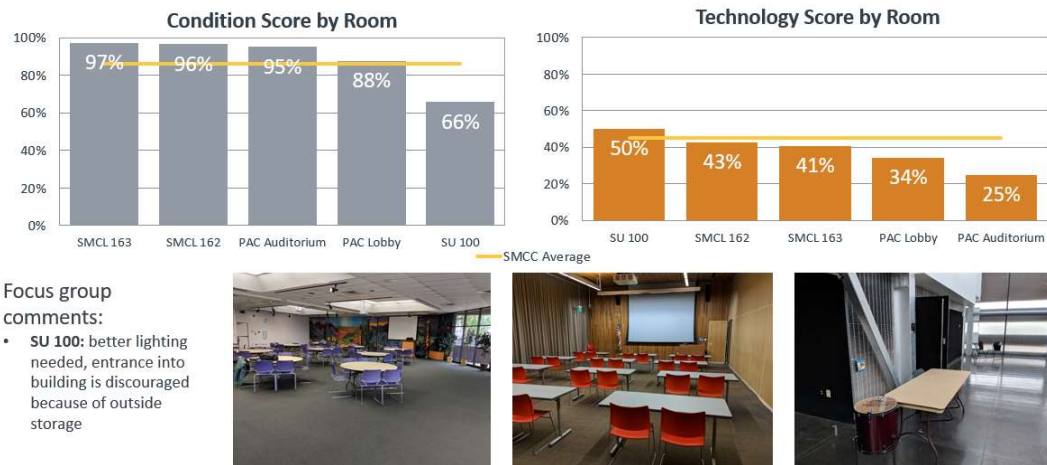 Condition Score by Room
100%
80%
60%
40%
20%
0%
97%
96%
95%
88%
66%
SMCL 163
SMCL 162
PAC Auditorium
PAC Lobby
SU 100
Technology Score by Room
100%
80%
60%
40%
20%
0%
50%
43%
41%
34%
25%
SU 100
SMCL 162
SMCL 163
PAC Lobby
PAC Auditorium
SMCC Average
Focus group
comments:
• SU 100: better lighting
needed, entrance into
building is discouraged
because of outside
storage